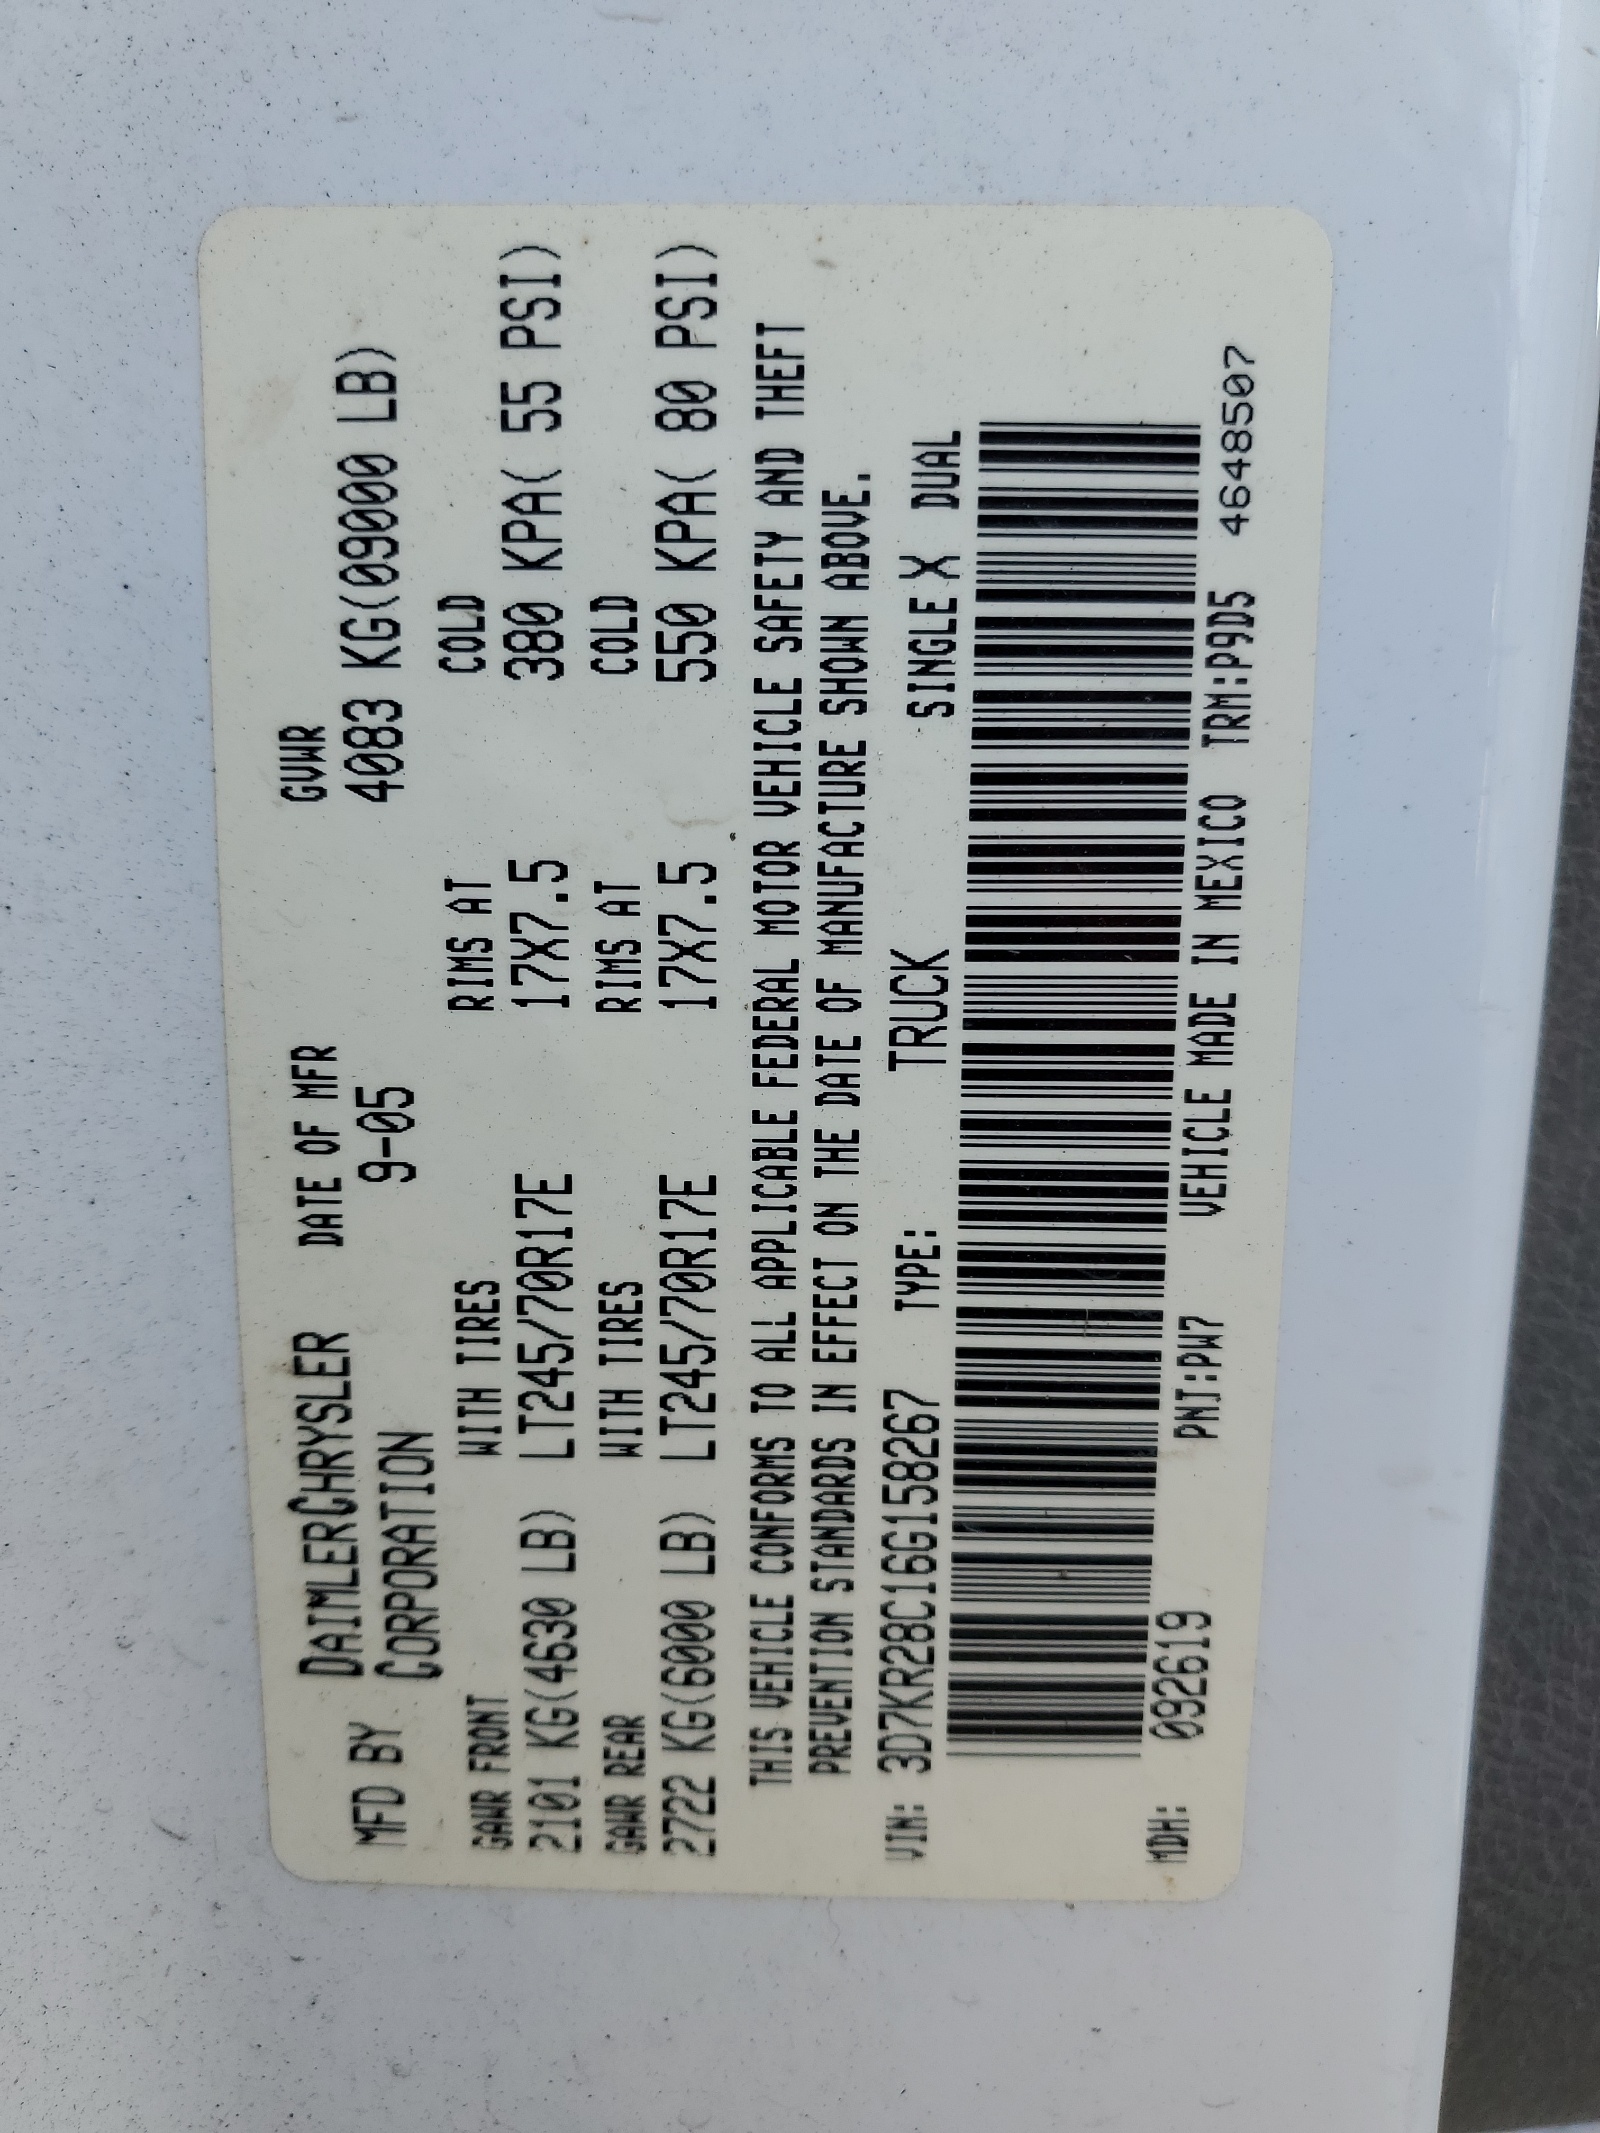 MFD BY DAIMLERCHRYSLER CORPORATION DATE OF MFR 9-05 GVWR 4083 KG(09000 LB)
GAWR FRONT WITH TIRES RIMS AT COLD
2101 KG(4630 LB) LT245/70R17E 17X7.5 380 KPA( 55 PSI)
GAWR REAR WITH TIRES RIMS AT COLD
2722 KG(6000 LB) LT245/70R17E 17X7.5 550 KPA( 80 PSI)
THIS VEHICLE CONFORMS TO ALL APPLICABLE FEDERAL MOTOR VEHICLE SAFETY AND THEFT
PREVENTION STANDARDS IN EFFECT ON THE DATE OF MANUFACTURE SHOWN ABOVE.
VIN: 3D7KR28C16G158267 TYPE: TRUCK SINGLE X DUAL
MDH: 092619 PNT:PW7 VEHICLE MADE IN MEXICO TRM:P9D5 4648507